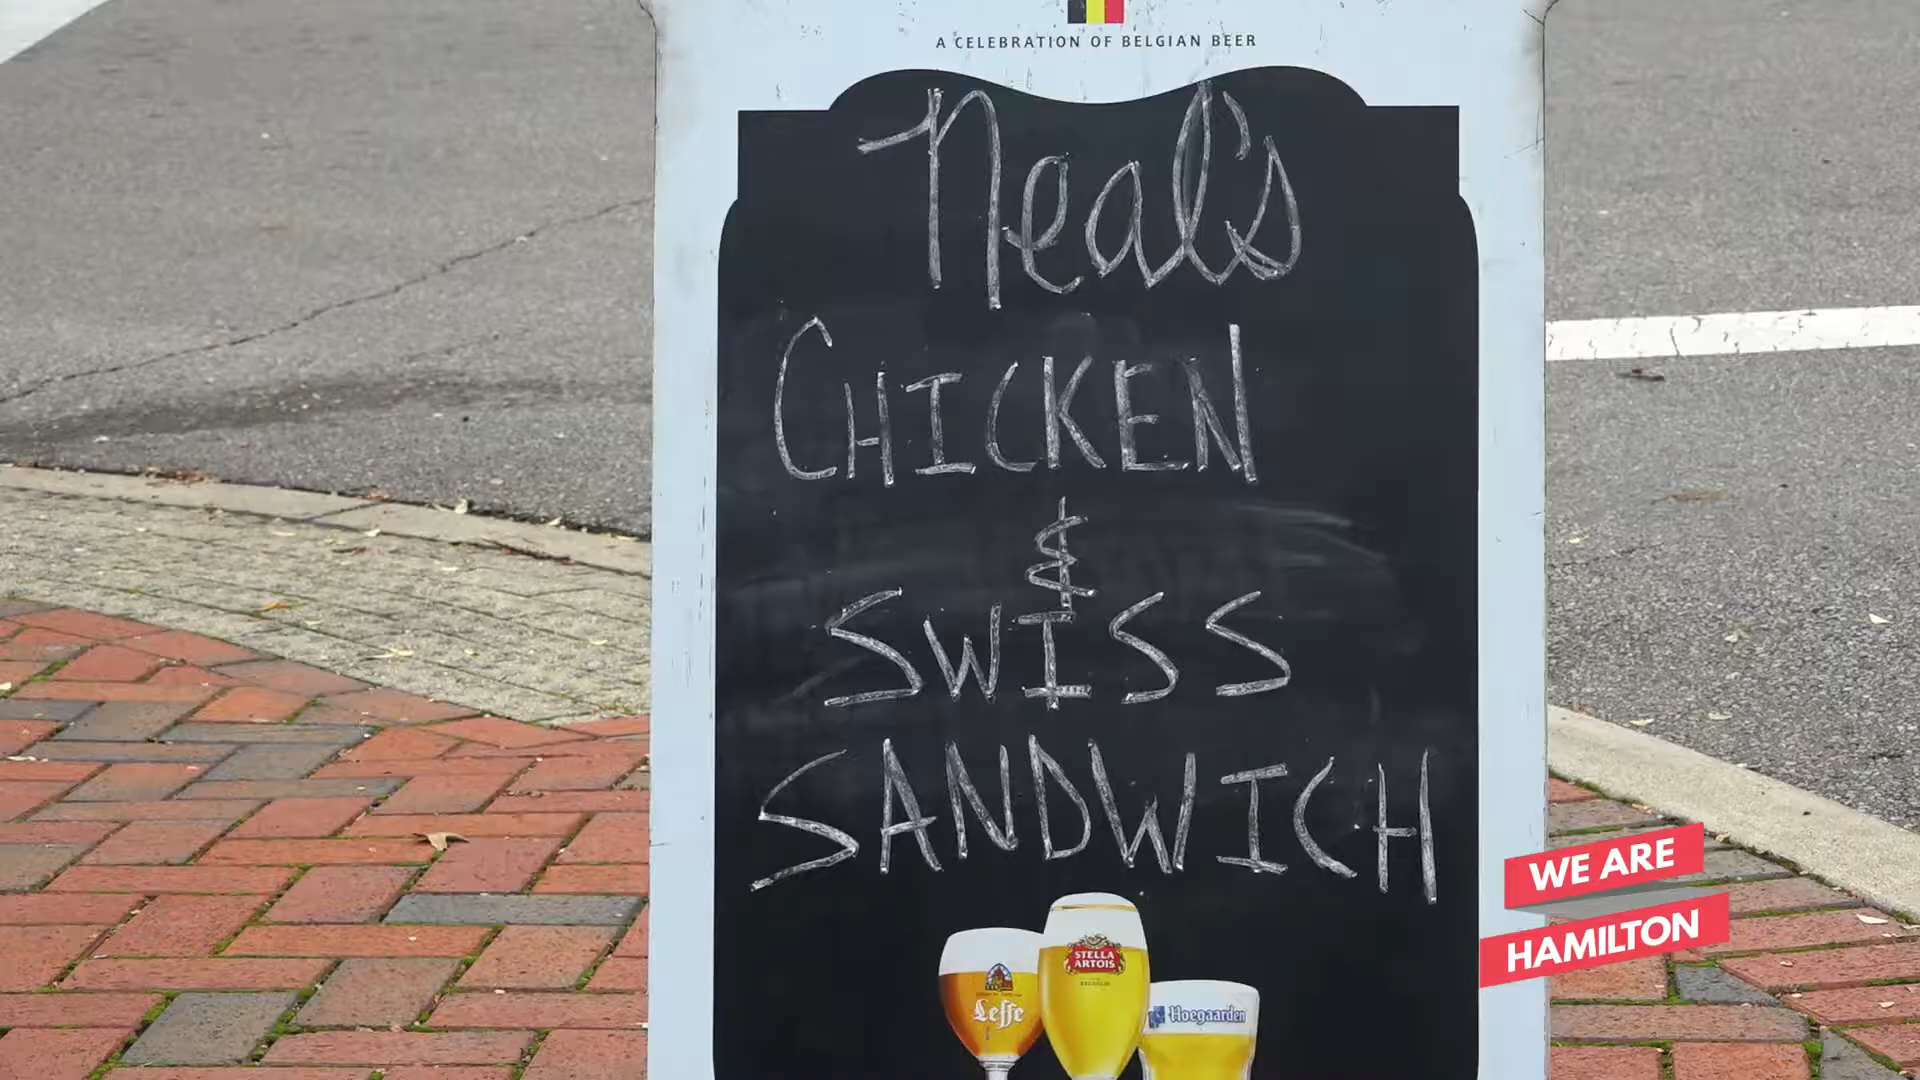 A CELEBRATION OF BELGIAN BEER
Neal's
CHICKEN
&
SWISS
SANDWICH
WE ARE
HAMILTON
STELLA
ARTOIS
Leffe
Hoegaarden